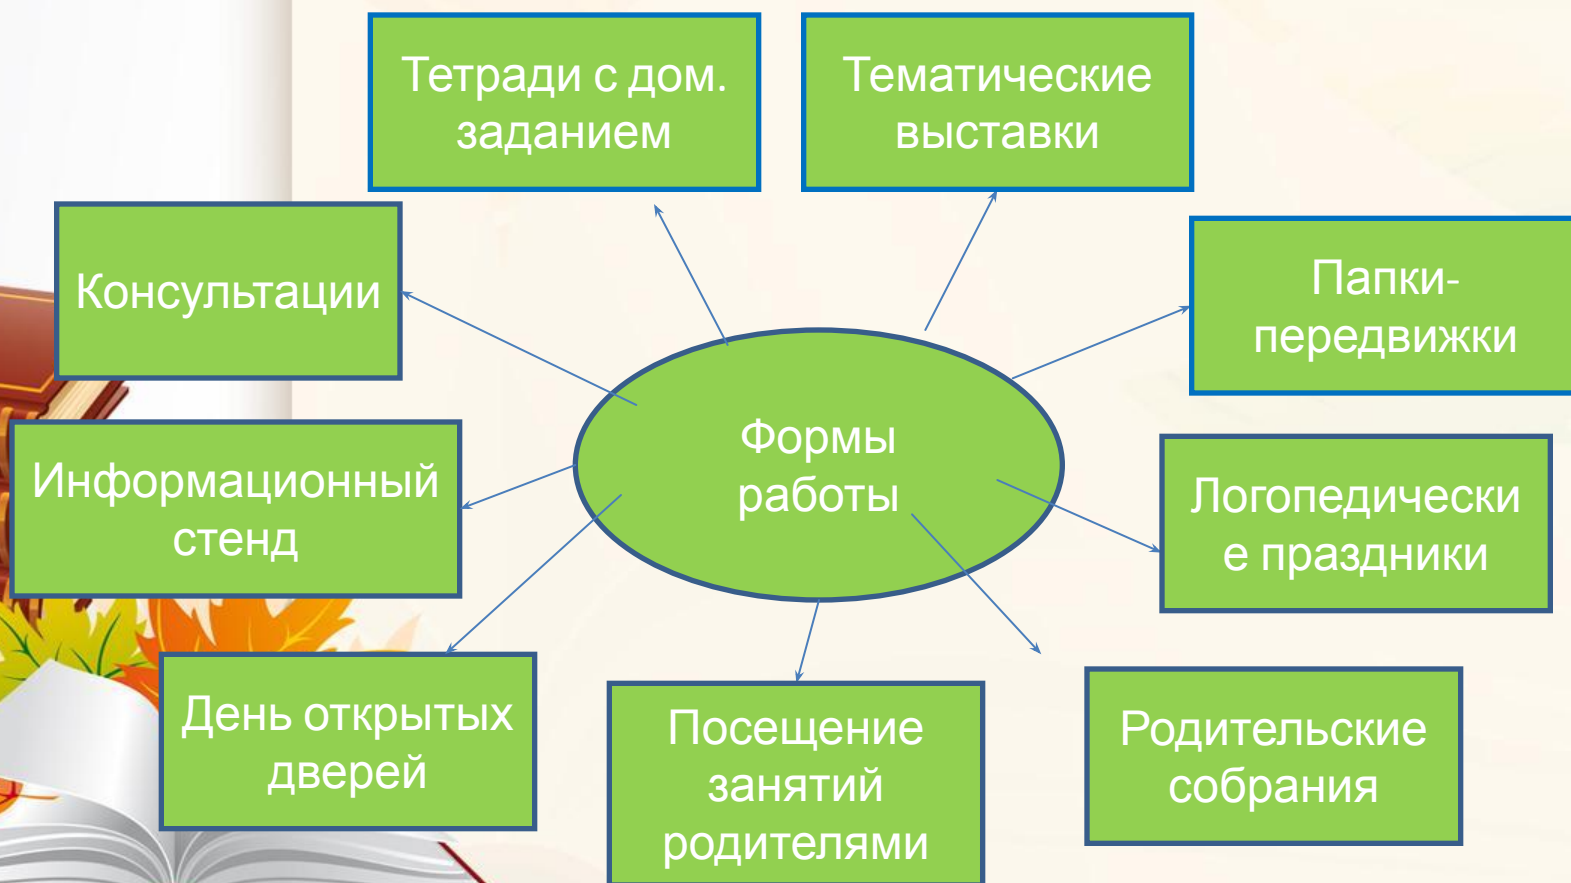 Тетради с дом.
заданием
Тематические
выставки
Консультации
Папки-
передвижки
Формы
работы
Информационный
стенд
Логопедически
е праздники
День открытых
дверей
Посещение
занятий
родителями
Родительские
собрания